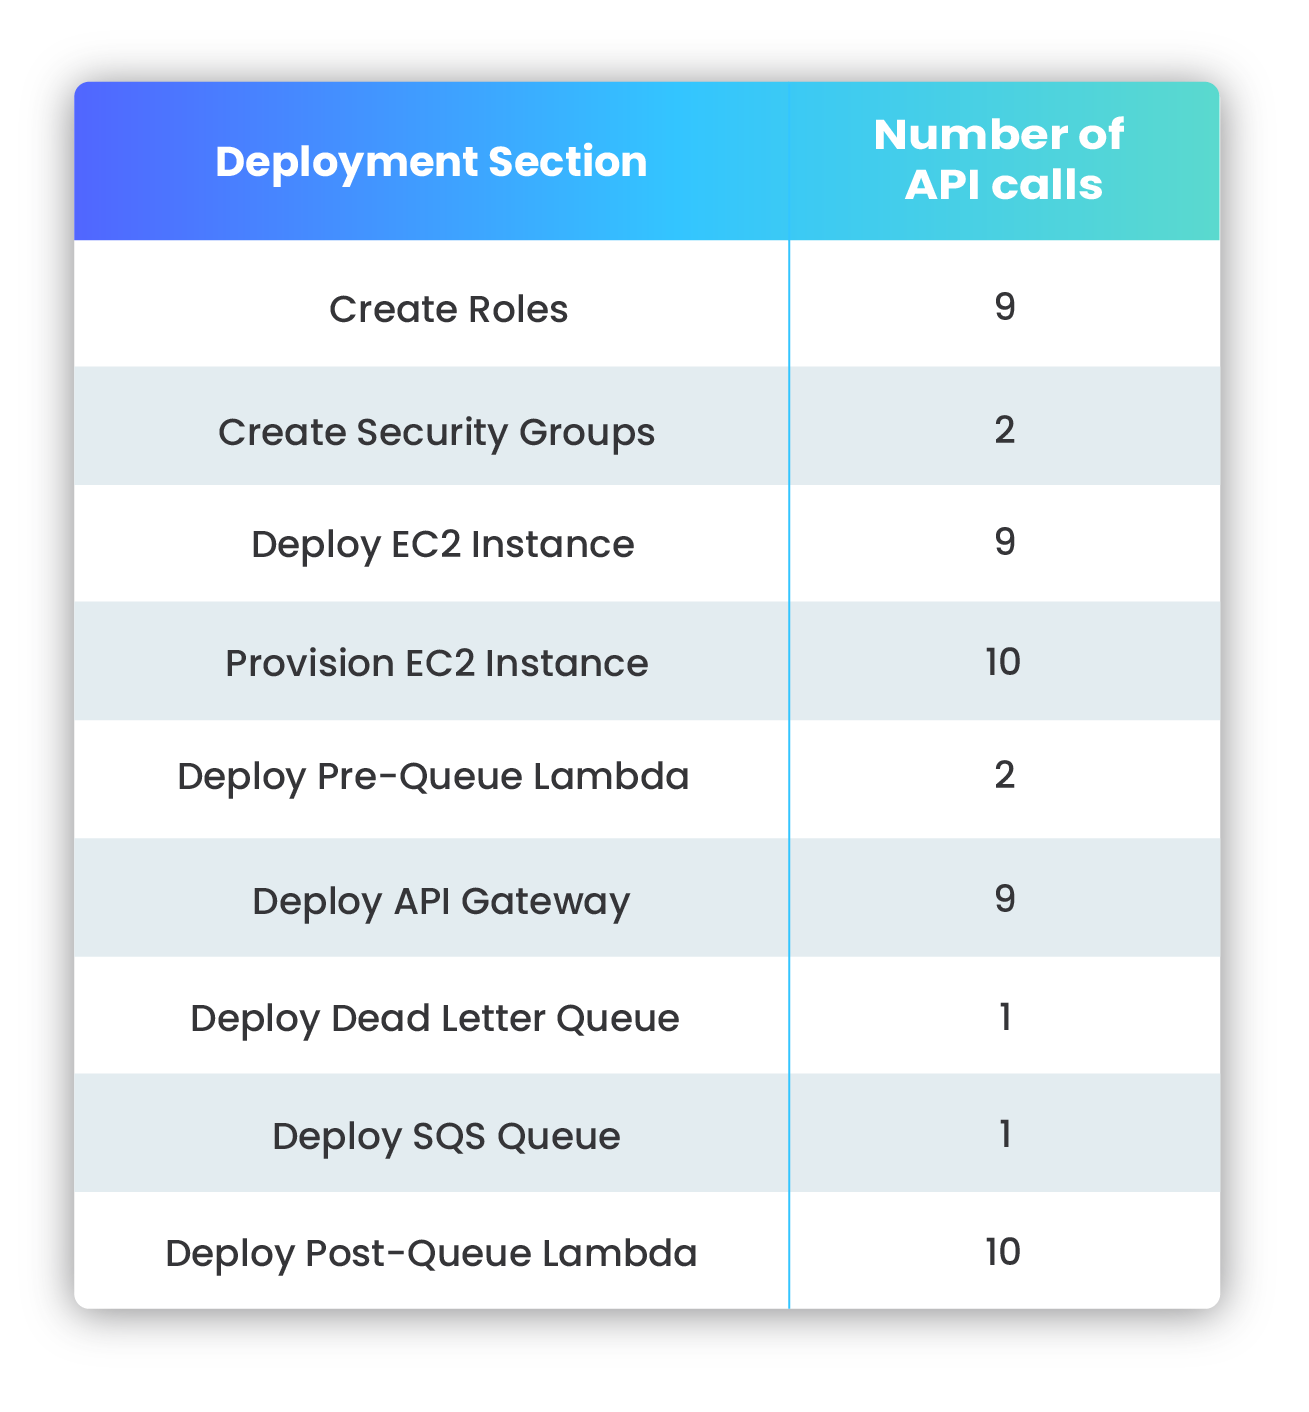 Deployment Section
Number of
API calls
Create Roles
9
Create Security Groups
2
Deploy EC2 Instance
9
Provision EC2 Instance
10
Deploy Pre-Queue Lambda
2
Deploy API Gateway
9
Deploy Dead Letter Queue
1
Deploy SQS Queue
1
Deploy Post-Queue Lambda
10